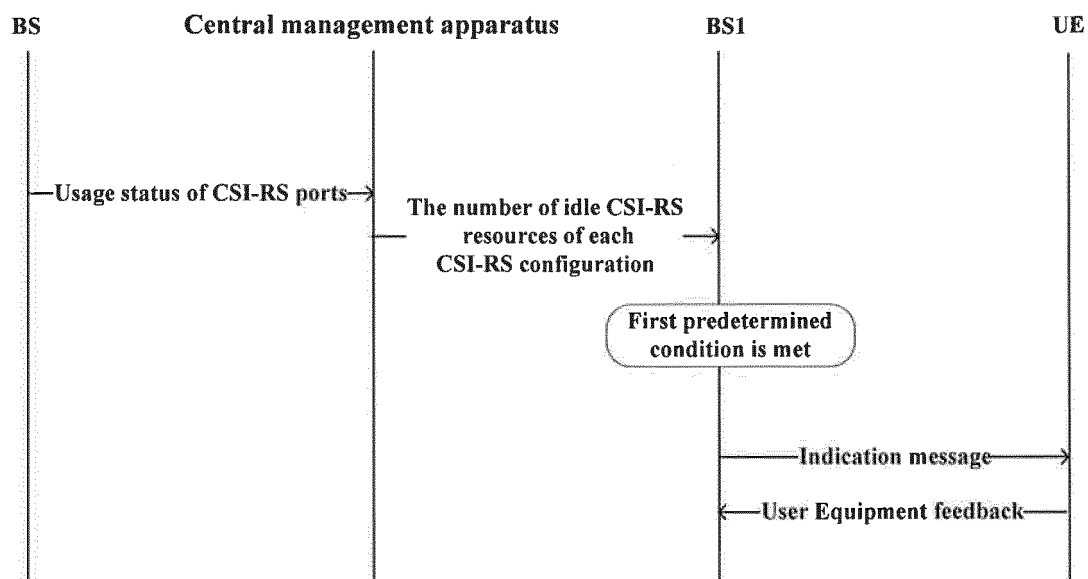 BS Central management apparatus BS1 UE
Usage status of CSI-RS ports
The number of idle CSI-RS
resources of each
CSI-RS configuration
First predetermined
condition is met
Indication message
User Equipment feedback